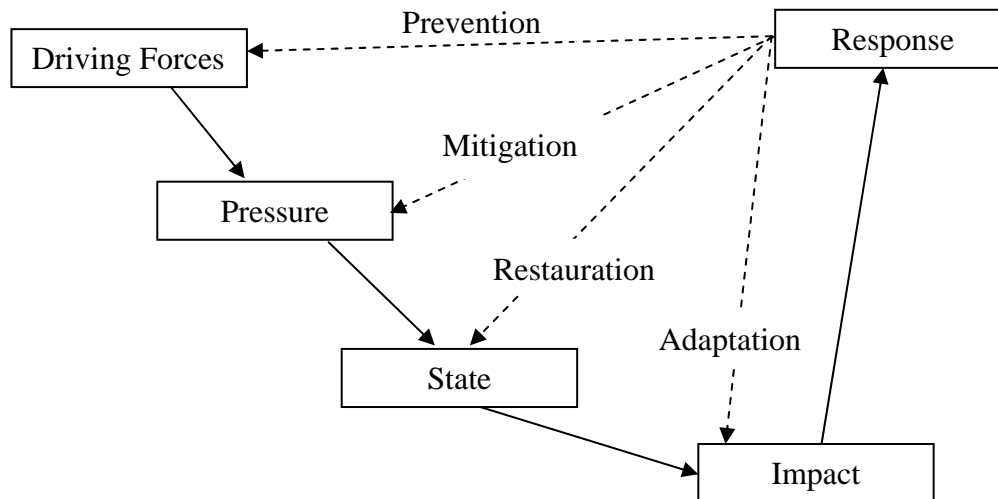 Prevention
Response
Driving Forces
Mitigation
Pressure
Restauration
Adaptation
State
Impact